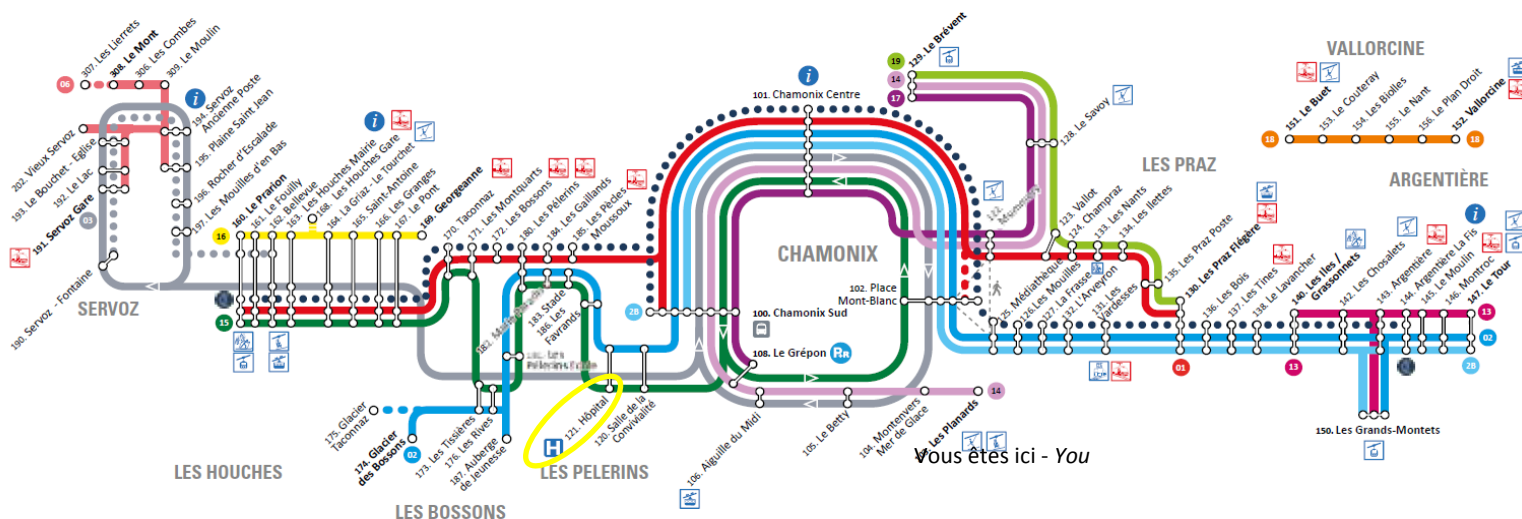 06
307. Les Lierrets
308. Le Mont
306. Les Combes
309. Le Moulin
202. Vieux Servoz
193. Le Bouchet - Eglise
192. Le Lac
191. Servoz Gare
03
190. Servoz - Fontaine
SERVOZ
i
194. Servoz
Ancienne Poste
195. Plaine Saint Jean
196. Rocher d'Escalade
197. Les Mouilles d'en Bas
16
15
160. Le Prarion
161. Le Fouilly
162. Bellevue
163. Les Houches Mairie
168. Les Houches Gare
164. La Griaz - Le Tourchet
165. Saint-Antoine
166. Les Granges
167. Le Pont
169. Georgeanne
i
LES HOUCHES
170. Taconnaz
171. Les Montquarts
172. Les Bossons
180. Les Pélerins
184. Les Gaillands
185. Les Pècles
Moussoux
183. Stade
186. Les
Favrands
175. Glacier
Taconnaz
174. Glacier
des Bossons
02
173. Les Tissières
176. Les Rives
187. Auberge
de Jeunesse
LES BOSSONS
H
121. Hôpital
120. Salle de la
Convivialité
LES PELERINS
2B
i
101. Chamonix Centre
CHAMONIX
102. Place
Mont-Blanc
100. Chamonix Sud
108. Le Grépon
P+R
106. Aiguille du Midi
105. Le Betty
104. Montenvers
Mer de Glace
Les Planards
14
Vous êtes ici - You
19
14
17
129. Le Brévent
128. Le Savoy
LES PRAZ
123. Vallot
124. Champraz
133. Les Nants
134. Les Ilettes
135. Les Praz Poste
130. Les Praz Flégère
25. Médiathèque
126. Les Mouilles
127. La Frasse
132. L'Arveyron
131. Les
Tardesses
01
136. Les Bois
137. Les Tines
138. Le Lavancher
140. Les Iles /
Grassonnets
13
142. Les Chosalets
143. Argentière
144. Argentière La Fis
145. Le Moulin
146. Montroc
147. Le Tour
i
ARGENTIÈRE
13
02
2B
150. Les Grands-Montets
VALLORCINE
18
151. Le Buet
153. Le Couteray
154. Les Biolles
155. Le Nant
156. Le Plan Droit
152. Vallorcine
18